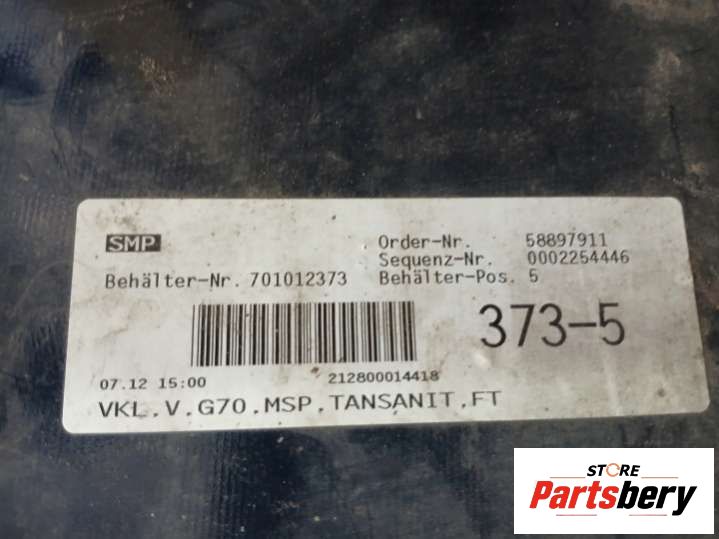 SMP
Order-Nr. 58897911
Sequenz-Nr. 0002254446
Behälter-Nr. 701012373 Behälter-Pos. 5
373-5
07.12 15:00 212800014418
VKL.V.G70.MSP.TANSANIT.FT
STORE
Partsbery